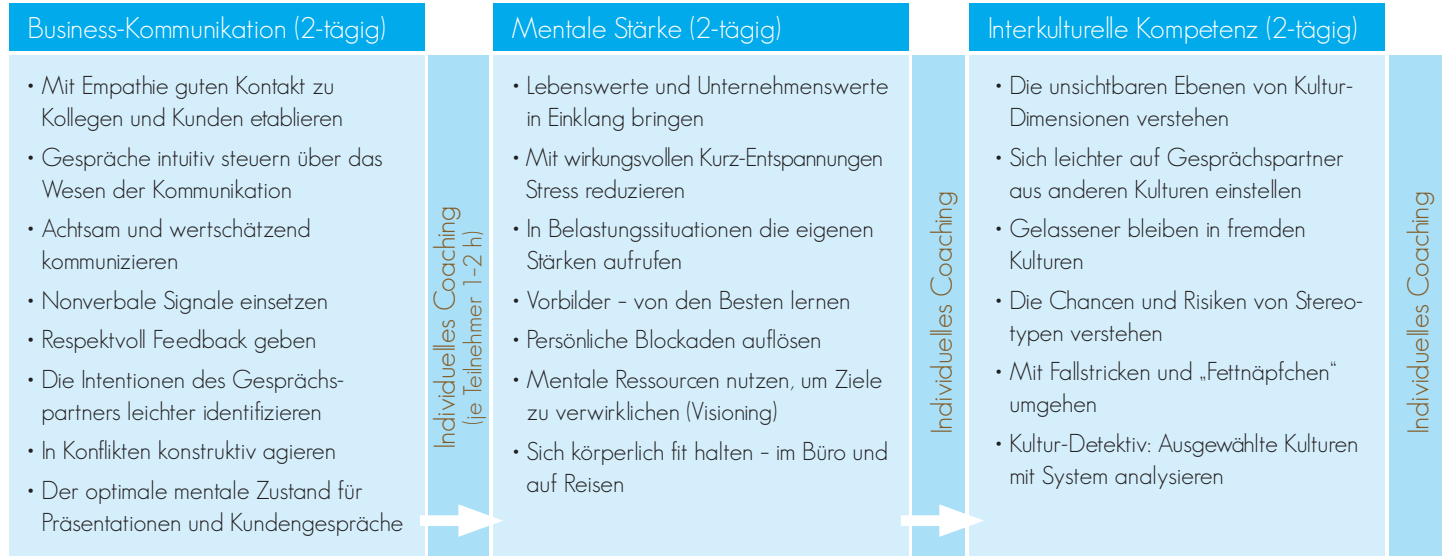 Business-Kommunikation (2-tägig)
• Mit Empathie guten Kontakt zu
Kollegen und Kunden etablieren
• Gespräche intuitiv steuern über das
Wesen der Kommunikation
• Achtsam und wertschätzend
kommunizieren
• Nonverbale Signale einsetzen
• Respektvoll Feedback geben
• Die Intentionen des Gesprächs-
partners leichter identifizieren
• In Konflikten konstruktiv agieren
• Der optimale mentale Zustand für
Präsentationen und Kundengespräche
Individuelles Coaching
(je Teilnehmer 1-2 h)
Mentale Stärke (2-tägig)
• Lebenswerte und Unternehmenswerte
in Einklang bringen
• Mit wirkungsvollen Kurz-Entspannungen
Stress reduzieren
• In Belastungssituationen die eigenen
Stärken aufrufen
• Vorbilder – von den Besten lernen
• Persönliche Blockaden auflösen
• Mentale Ressourcen nutzen, um Ziele
zu verwirklichen (Visioning)
• Sich körperlich fit halten – im Büro und
auf Reisen
Individuelles Coaching
Interkulturelle Kompetenz (2-tägig)
• Die unsichtbaren Ebenen von Kultur-
Dimensionen verstehen
• Sich leichter auf Gesprächspartner
aus anderen Kulturen einstellen
• Gelassener bleiben in fremden
Kulturen
• Die Chancen und Risiken von Stereo-
typen verstehen
• Mit Fallstricken und „Fettnäpfchen“
umgehen
• Kultur-Detektiv: Ausgewählte Kulturen
mit System analysieren
Individuelles Coaching